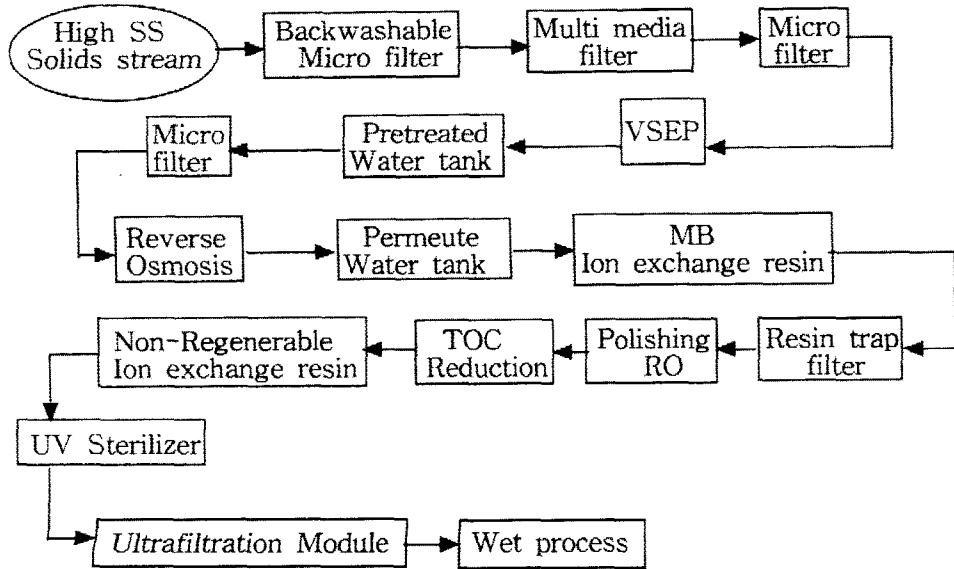 High SS
Solids stream
Backwashable
Micro filter
Multi media
filter
Micro
filter
VSEP
Pretreated
Water tank
Micro
filter
Reverse
Osmosis
Permeute
Water tank
MB
Ion exchange resin
Resin trap
filter
Polishing
RO
TOC
Reduction
Non-Regenerable
Ion exchange resin
UV Sterilizer
Ultrafiltration Module
Wet process